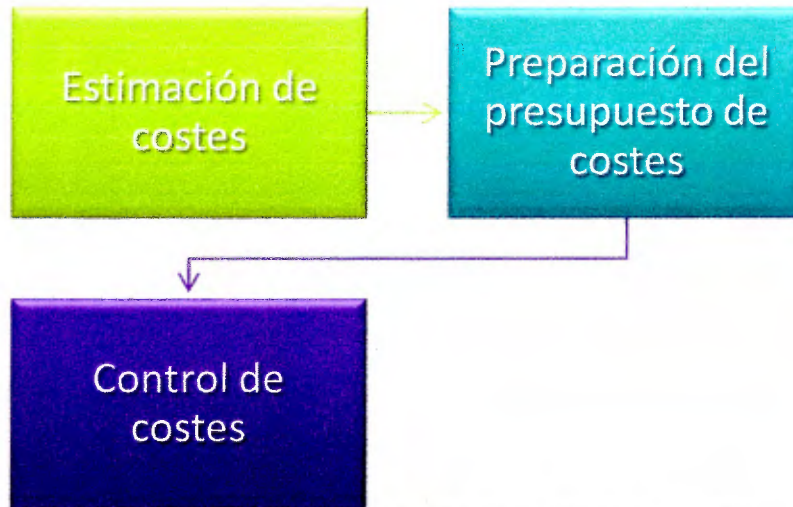 Estimación de
costes
Preparación del
presupuesto de
costes
Control de
costes